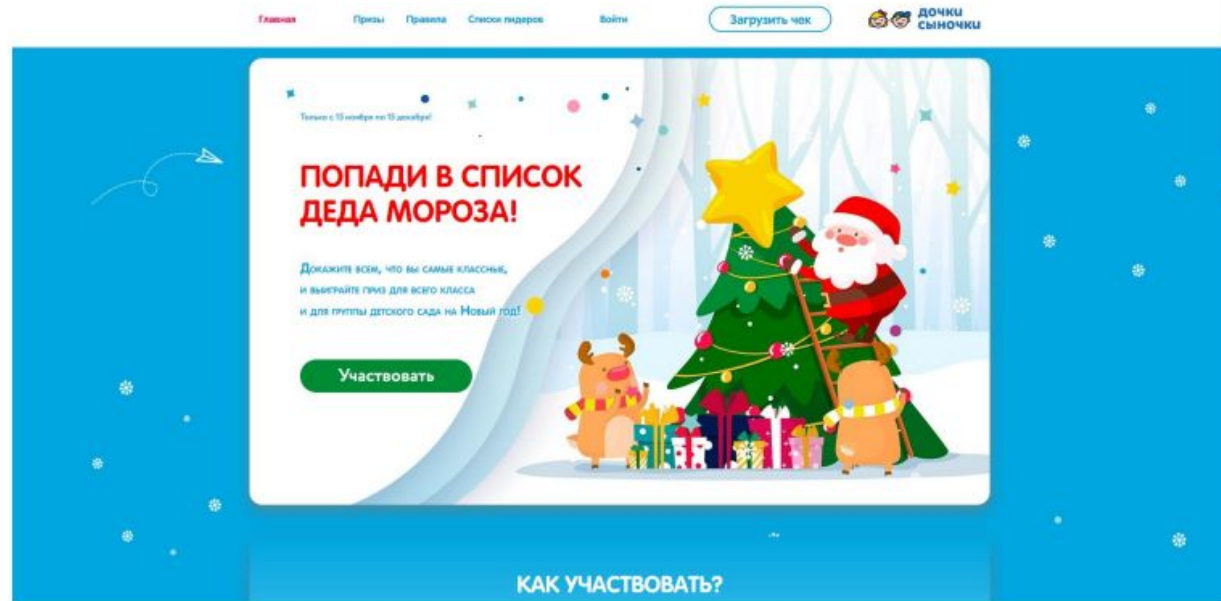 Главная Призы Правила Списки лидеров Войти Загрузить чек ДОЧКИ
СЫНОЧКИ
Только с 15 ноября по 15 декабря!
ПОПАДИ В СПИСОК
ДЕДА МОРОЗА!
Докажите всем, что вы самые классные,
и выиграйте приз для всего класса
и для группы детского сада на Новый год!
Участвовать
КАК УЧАСТВОВАТЬ?